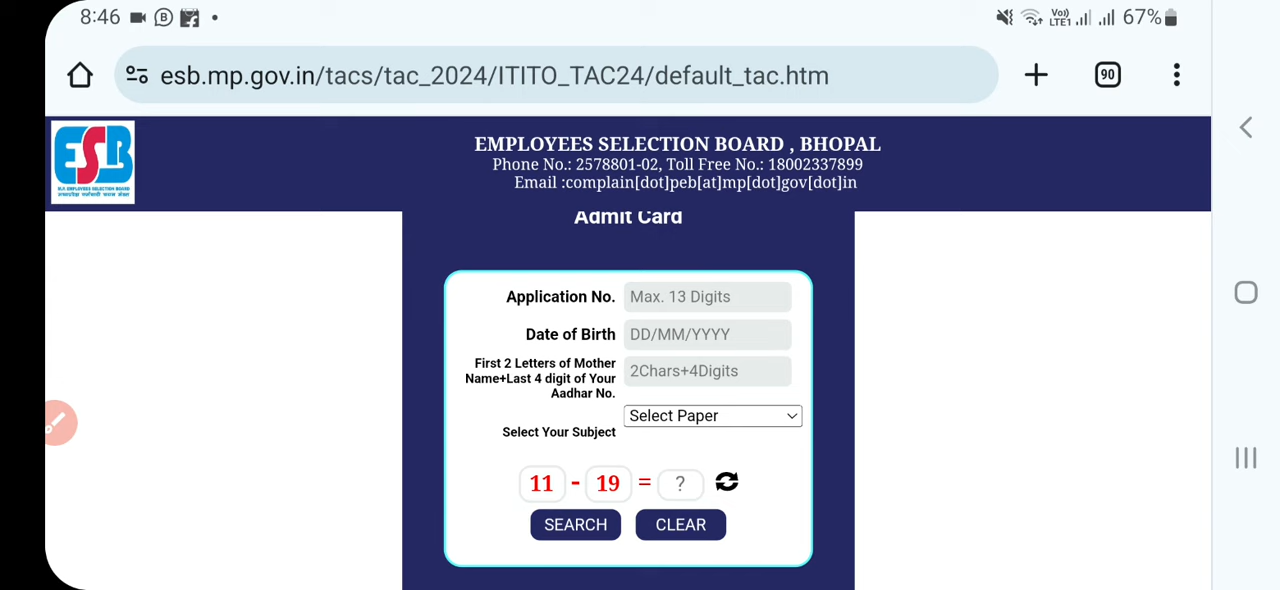 8:46
Vo))
LTE1
67%
esb.mp.gov.in/tacs/tac_2024/ITITO_TAC24/default_tac.htm
90
ESB
EMPLOYEES SELECTION BOARD , BHOPAL
Phone No.: 2578801-02, Toll Free No.: 18002337899
Email :complain[dot]peb[at]mp[dot]gov[dot]in
Admit Card
Application No. Max. 13 Digits
Date of Birth DD/MM/YYYY
First 2 Letters of Mother
Name+Last 4 digit of Your
Aadhar No.
2Chars+4Digits
Select Paper
Select Your Subject
11 - 19 = ?
SEARCH CLEAR